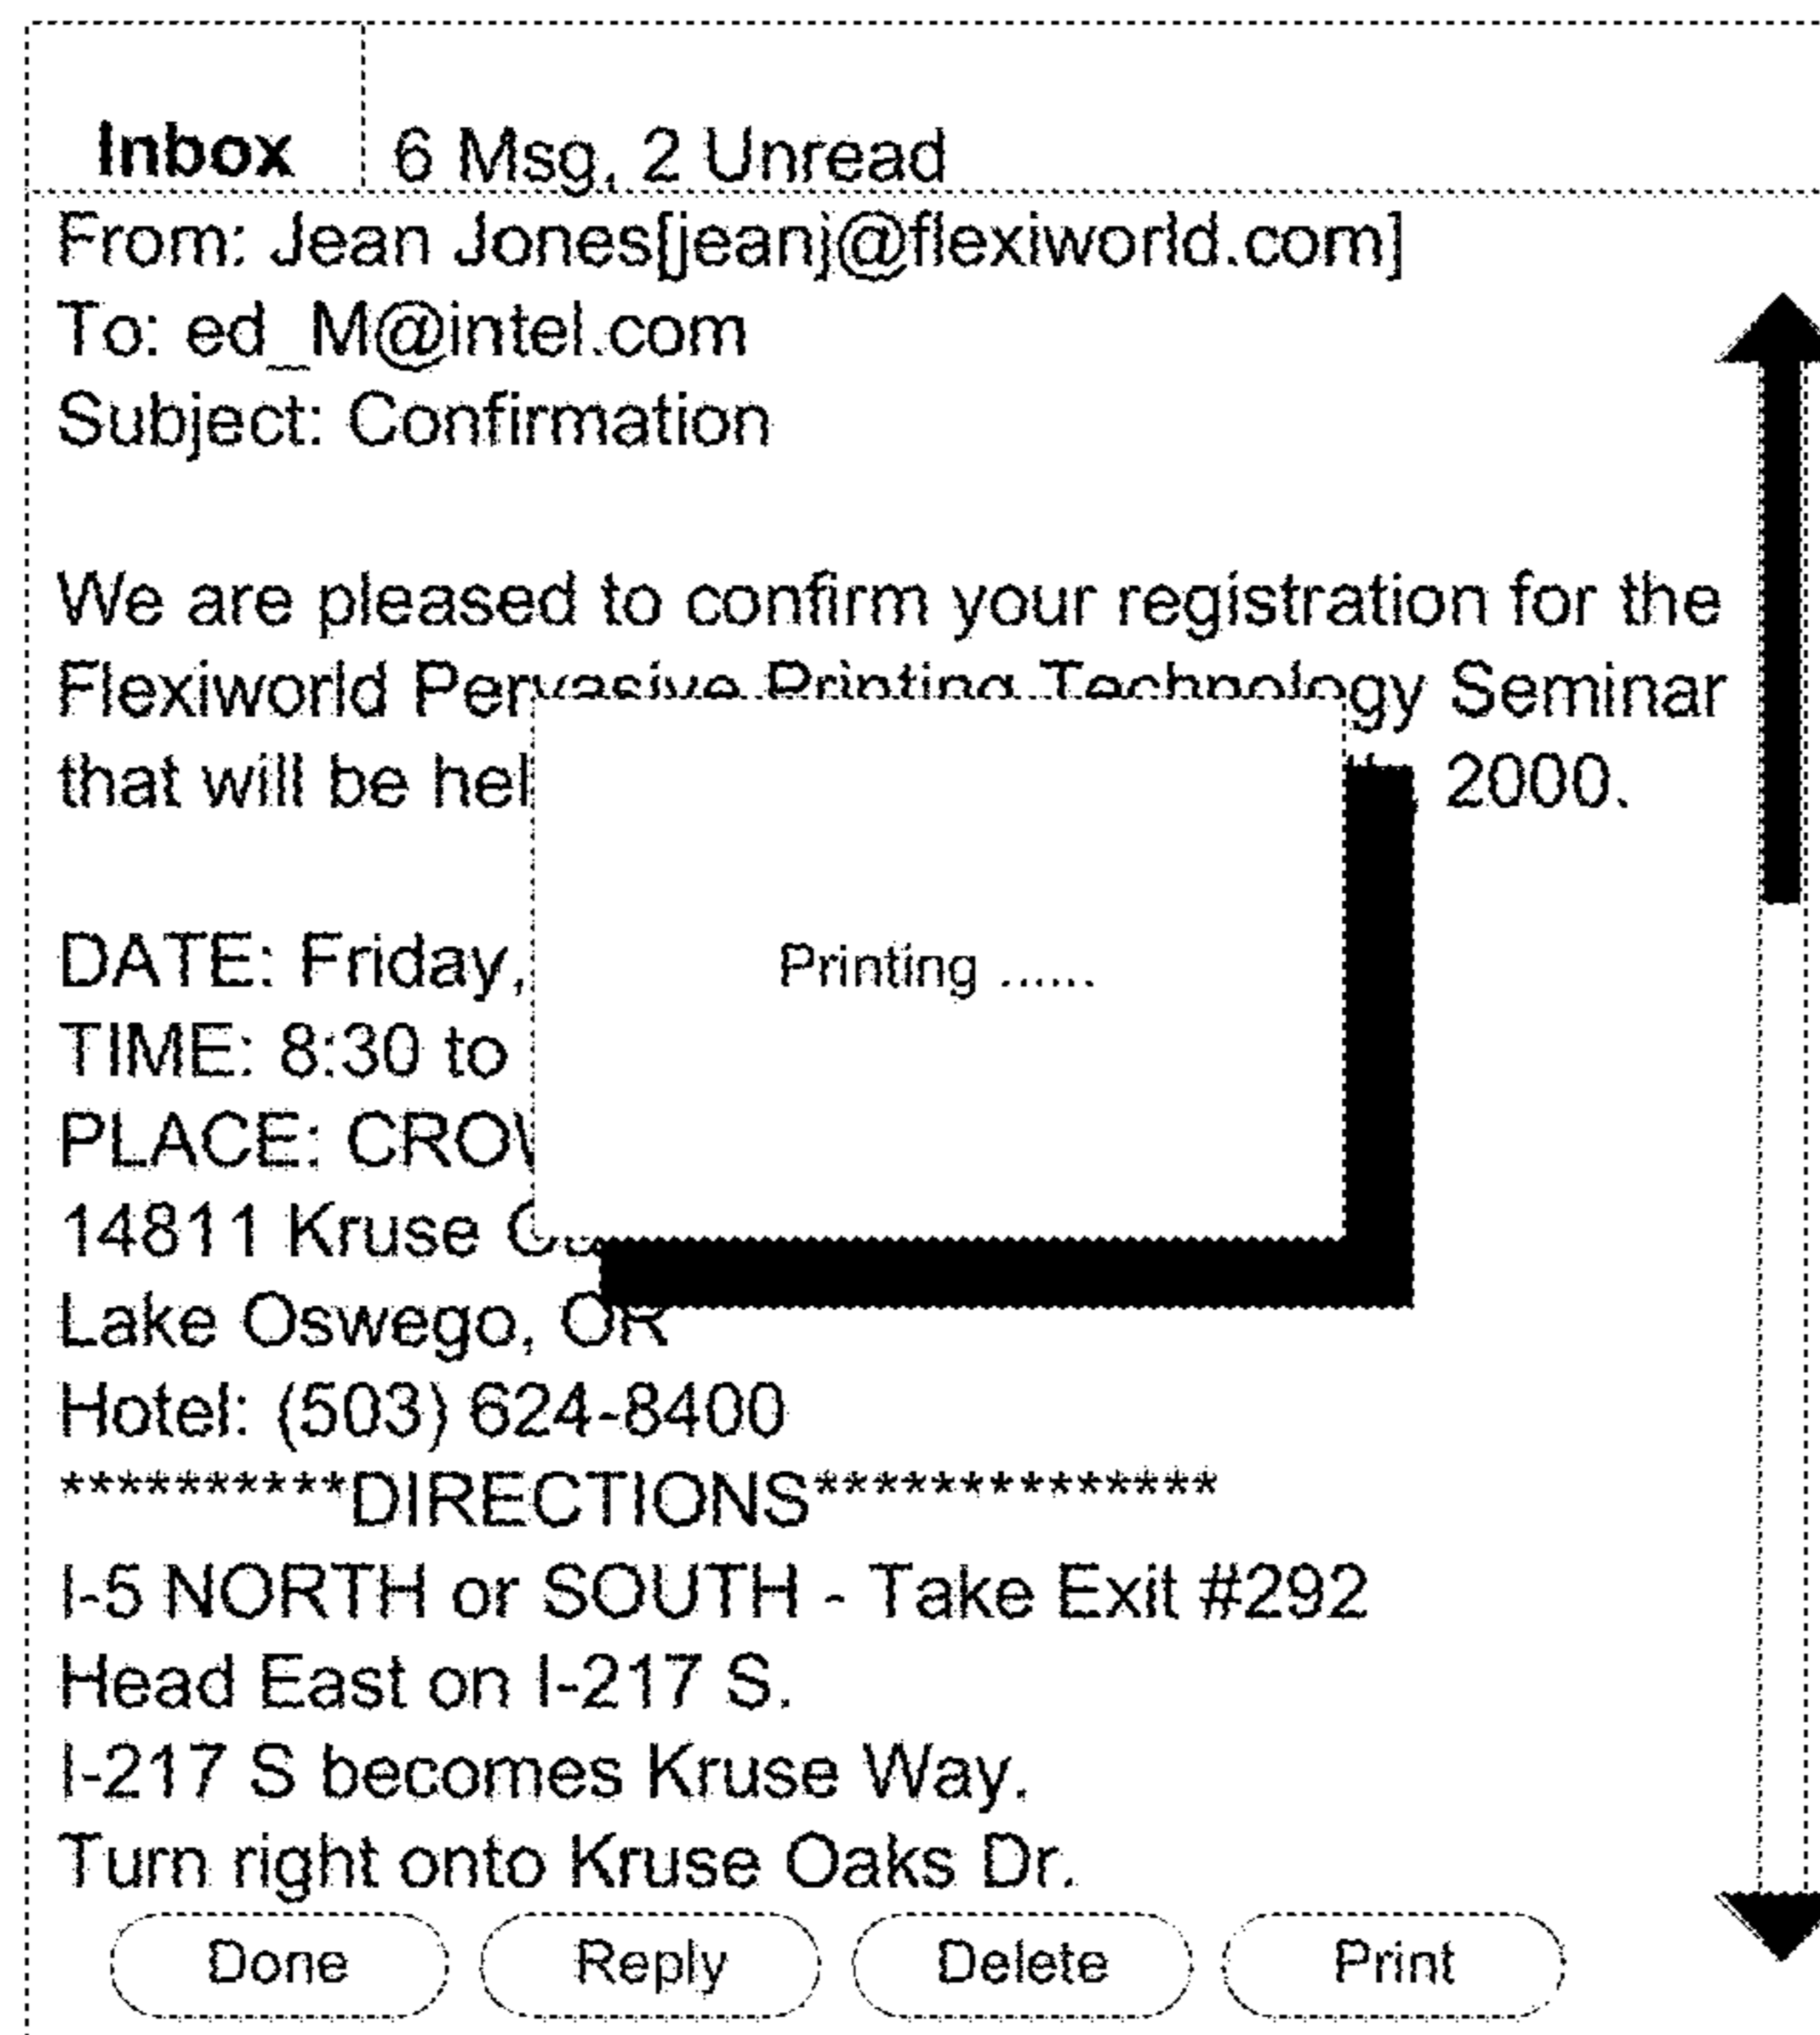 Inbox 6 Msg, 2 Unread
From: Jean Jones[jeanj@flexiworld.com]
To: ed_M@intel.com
Subject: Confirmation
We are pleased to confirm your registration for the
Flexiworld Pervasive Printing Technology Seminar
that will be 2000.
DATE: Friday,
TIME: 8:30 to
PLACE:
14811 Kruse
Lake Oswego, OR
Hotel: (503) 624-8400
**********DIRECTIONS**************
I-5 NORTH or SOUTH - Take Exit #292
Head East on I-217 S.
I-217 S becomes Kruse Way.
Turn right onto Kruse Oaks Dr.
Printing ......
Done Reply Delete Print